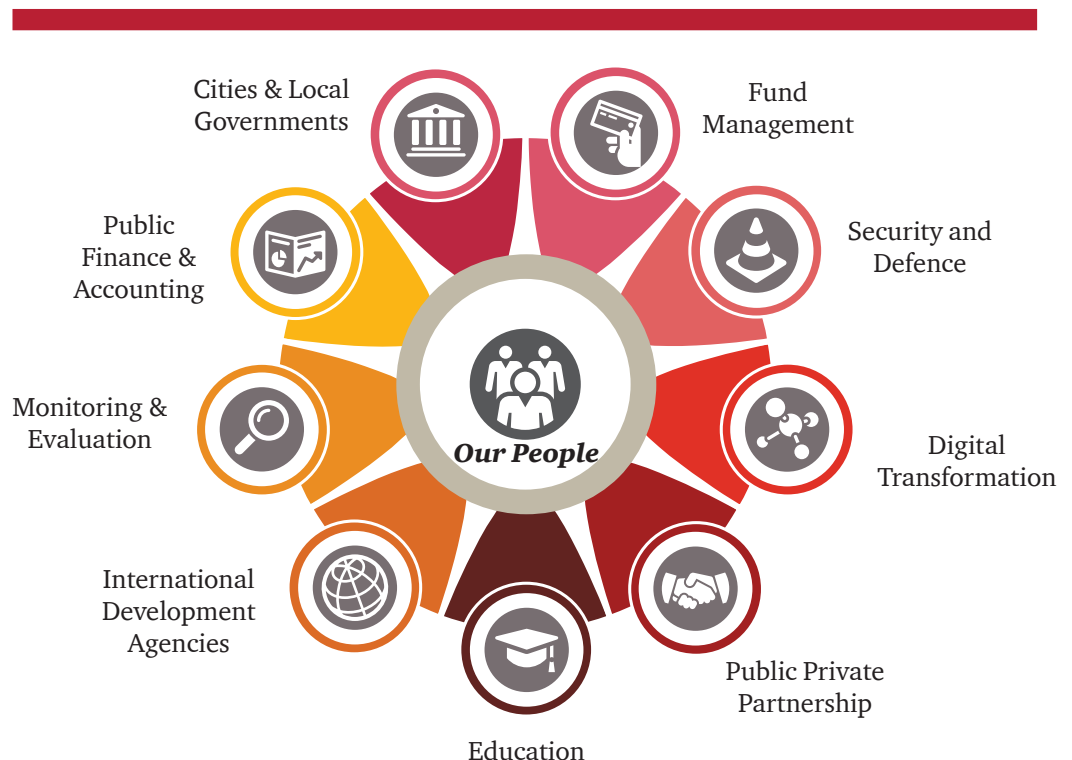 Cities & Local
Governments
Fund
Management
Public
Finance &
Accounting
Security and
Defence
Monitoring &
Evaluation
Our People
Digital
Transformation
International
Development
Agencies
Public Private
Partnership
Education